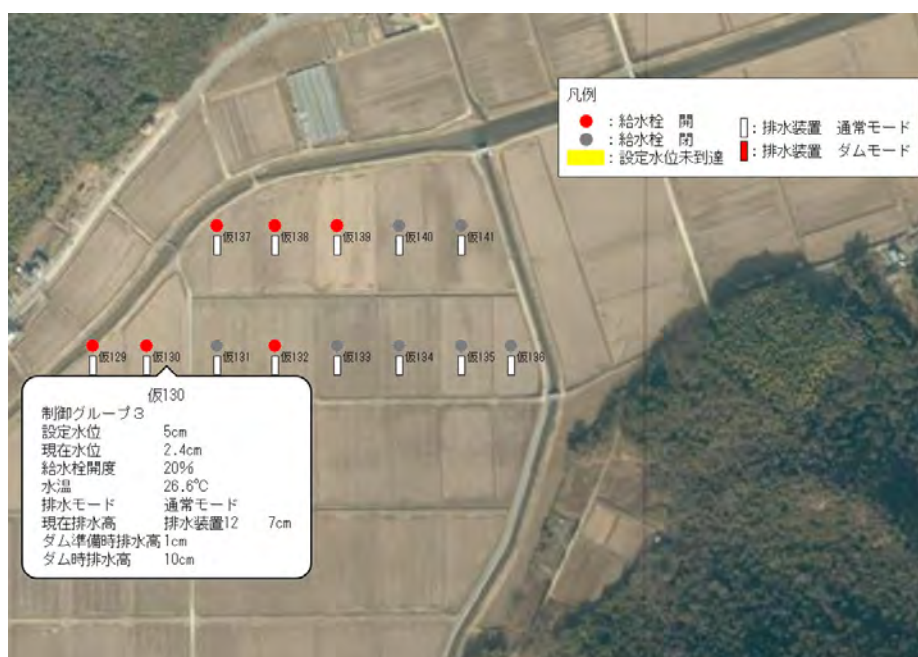 凡例
：給水栓　開
：給水栓　閉
：設定水位未到達
：排水装置　通常モード
：排水装置　ダムモード
仮137
仮138
仮139
仮140
仮141
仮129
仮130
仮131
仮132
仮133
仮134
仮135
仮136
仮130
制御グループ3
設定水位　5cm
現在水位　2.4cm
給水栓開度　20%
水温　26.6℃
排水モード　通常モード
現在排水高　排水装置12　7cm
ダム準備時排水高 1cm
ダム時排水高　10cm